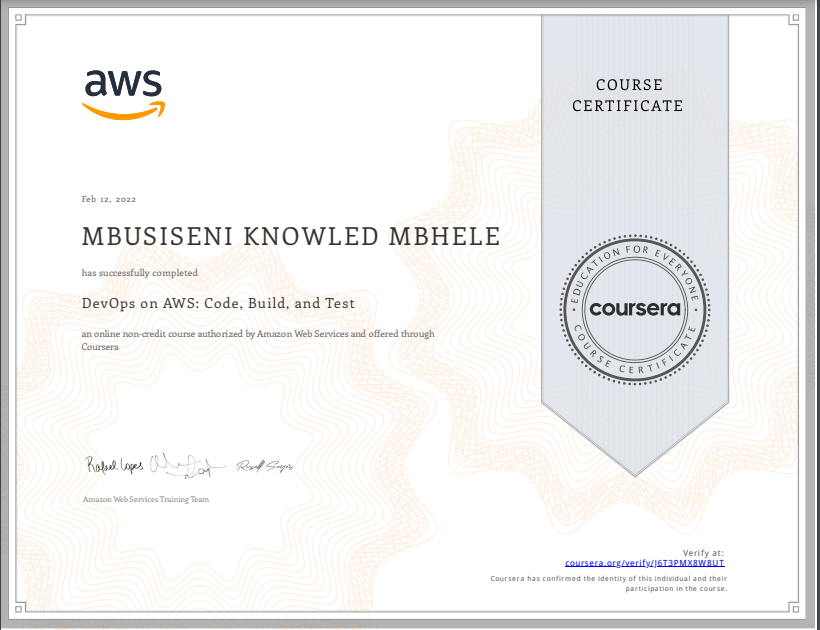 aws
COURSE
CERTIFICATE
Feb 12, 2022
MBUSISENI KNOWLED MBHELE
has successfully completed
DevOps on AWS: Code, Build, and Test
an online non-credit course authorized by Amazon Web Services and offered through
Coursera
EDUCATION FOR EVERYONE
coursera
COURSE CERTIFICATE
Rafael Lopes
Russell Sayers
Amazon Web Services Training Team
Verify at:
coursera.org/verify/J6T3PMX8W8UT
Coursera has confirmed the identity of this individual and their
participation in the course.